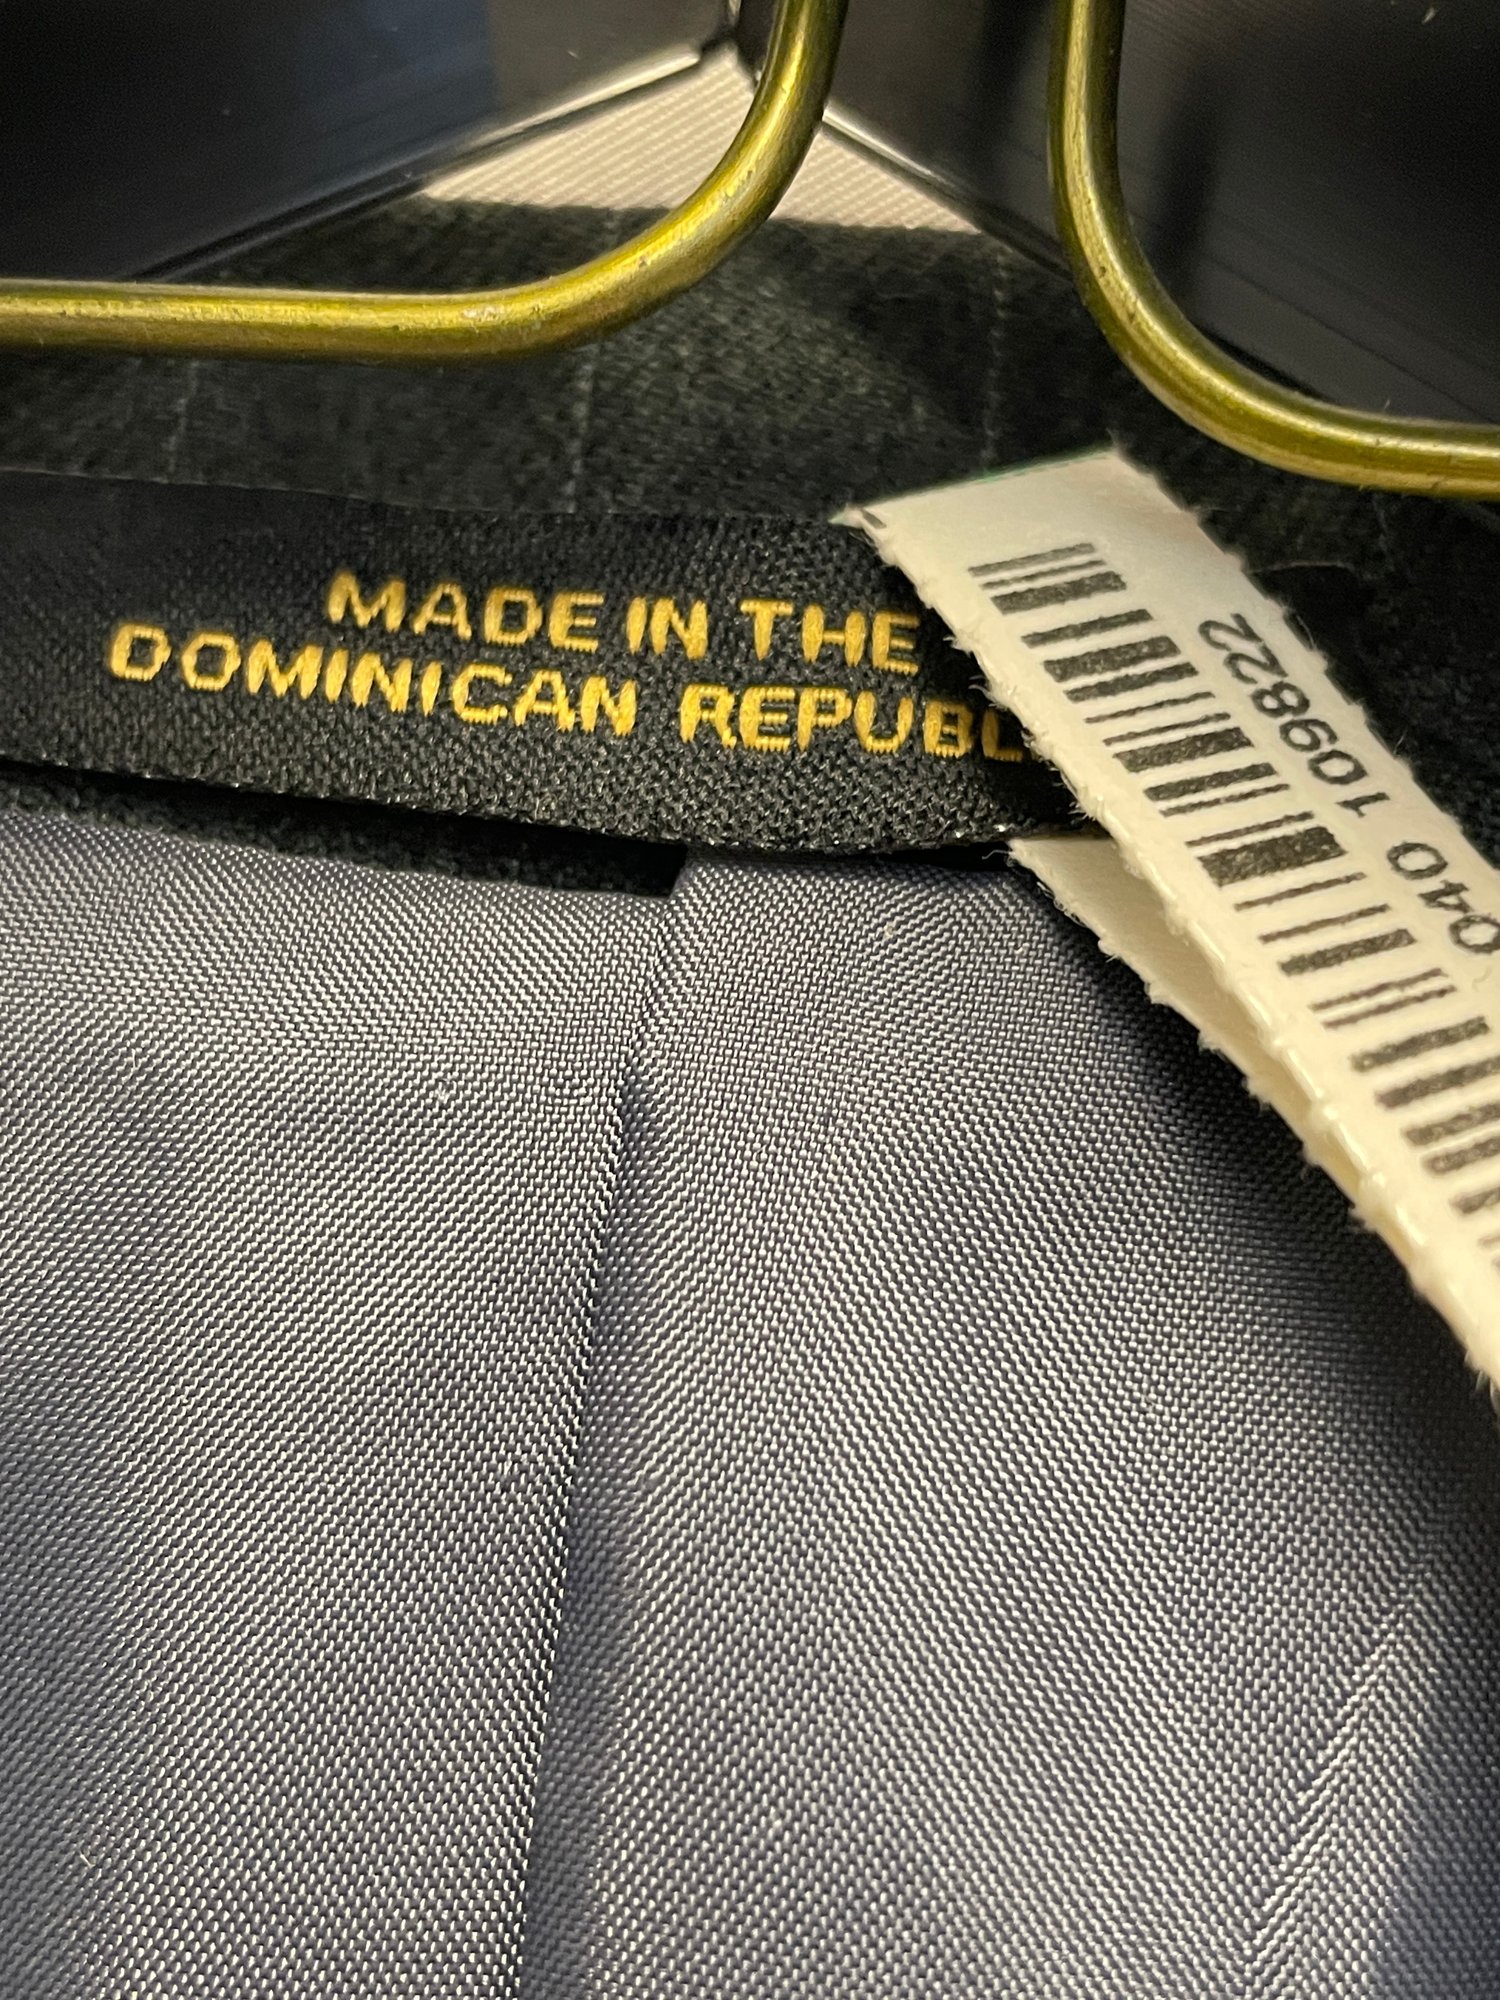 MADE IN THE
DOMINICAN REPUBL
040 109822